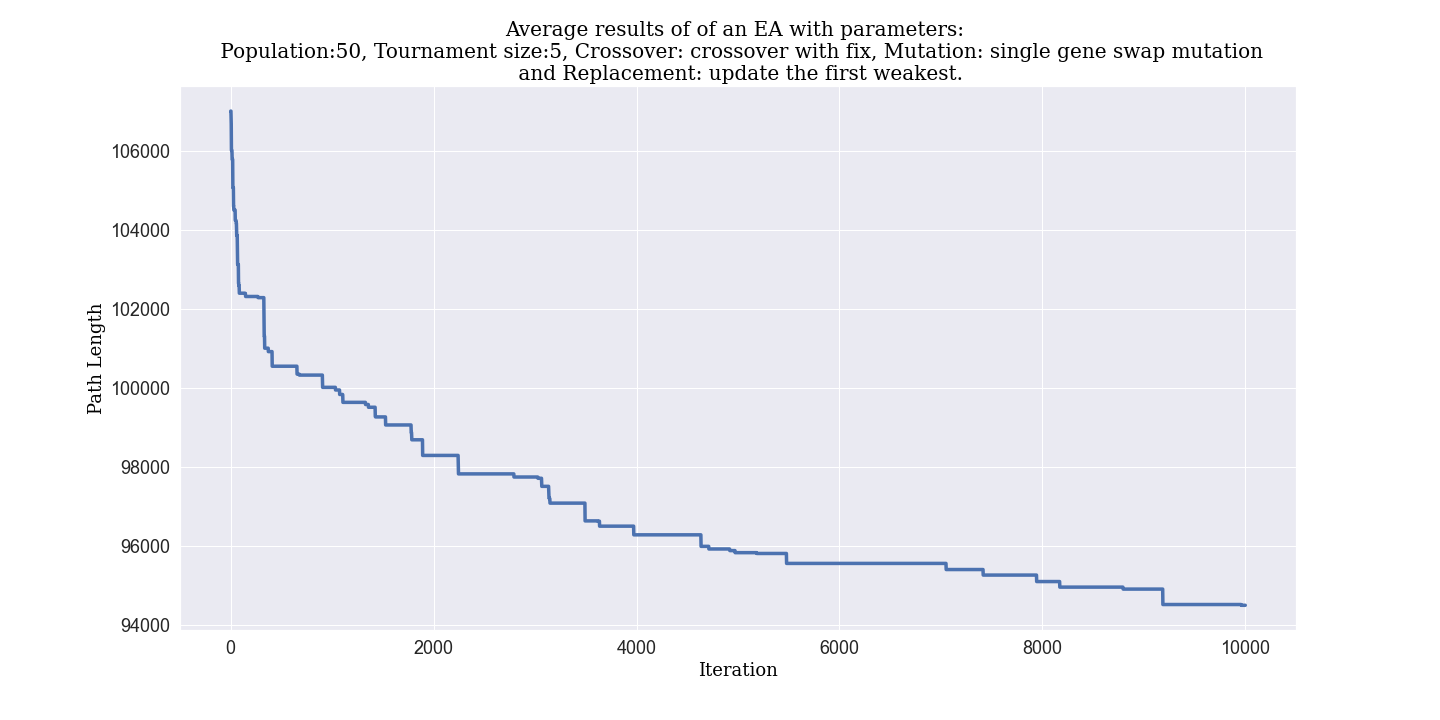 Average results of of an EA with parameters:
Population:50, Tournament size:5, Crossover: crossover with fix, Mutation: single gene swap mutation
and Replacement: update the first weakest.
106000
104000
102000
100000
98000
96000
94000
Path Length
0 2000 4000 6000 8000 10000
Iteration